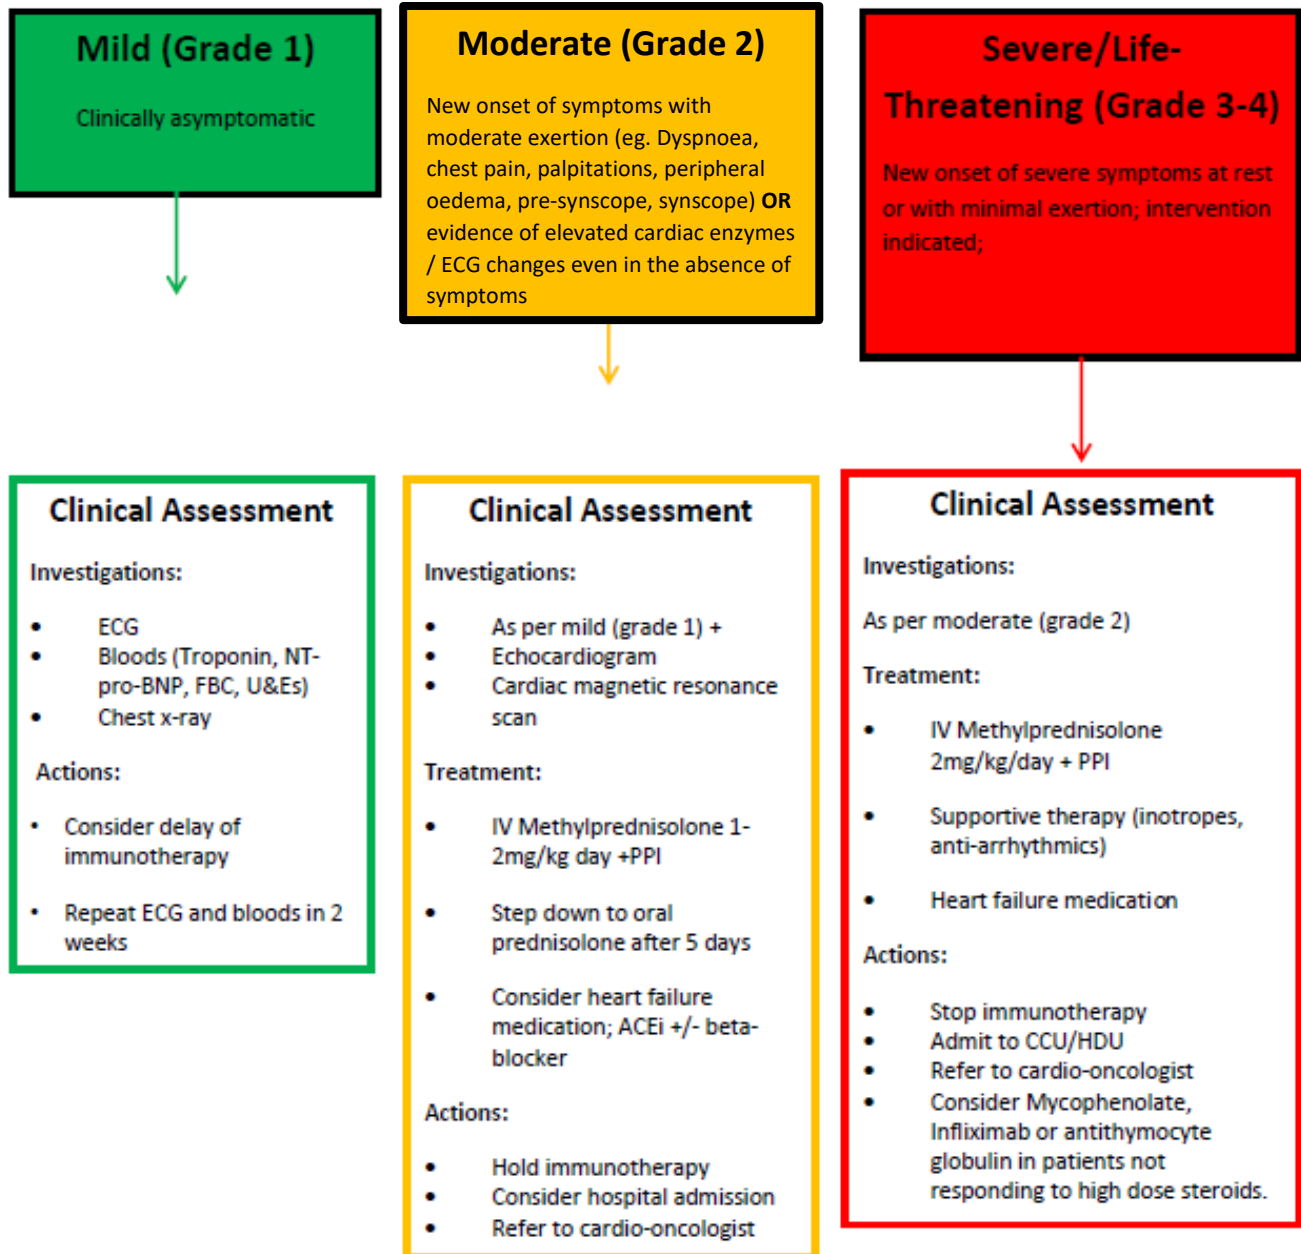 Mild (Grade 1)
Clinically asymptomatic
Moderate (Grade 2)
New onset of symptoms with
moderate exertion (eg. Dyspnoea,
chest pain, palpitations, peripheral
oedema, pre-synscope, synscope) OR
evidence of elevated cardiac enzymes
/ ECG changes even in the absence of
symptoms
Severe/Life-
Threatening (Grade 3-4)
New onset of severe symptoms at rest
or with minimal exertion; intervention
indicated;
Clinical Assessment
Investigations:
• ECG
• Bloods (Troponin, NT-
pro-BNP, FBC, U&Es)
• Chest x-ray
Actions:
• Consider delay of
immunotherapy
• Repeat ECG and bloods in 2
weeks
Clinical Assessment
Investigations:
• As per mild (grade 1) +
• Echocardiogram
• Cardiac magnetic resonance
scan
Treatment:
• IV Methylprednisolone 1-
2mg/kg day +PPI
• Step down to oral
prednisolone after 5 days
• Consider heart failure
medication; ACEi +/- beta-
blocker
Actions:
• Hold immunotherapy
• Consider hospital admission
• Refer to cardio-oncologist
Clinical Assessment
Investigations:
As per moderate (grade 2)
Treatment:
• IV Methylprednisolone
2mg/kg/day + PPI
• Supportive therapy (inotropes,
anti-arrhythmics)
• Heart failure medication
Actions:
• Stop immunotherapy
• Admit to CCU/HDU
• Refer to cardio-oncologist
• Consider Mycophenolate,
Infliximab or antithymocyte
globulin in patients not
responding to high dose steroids.